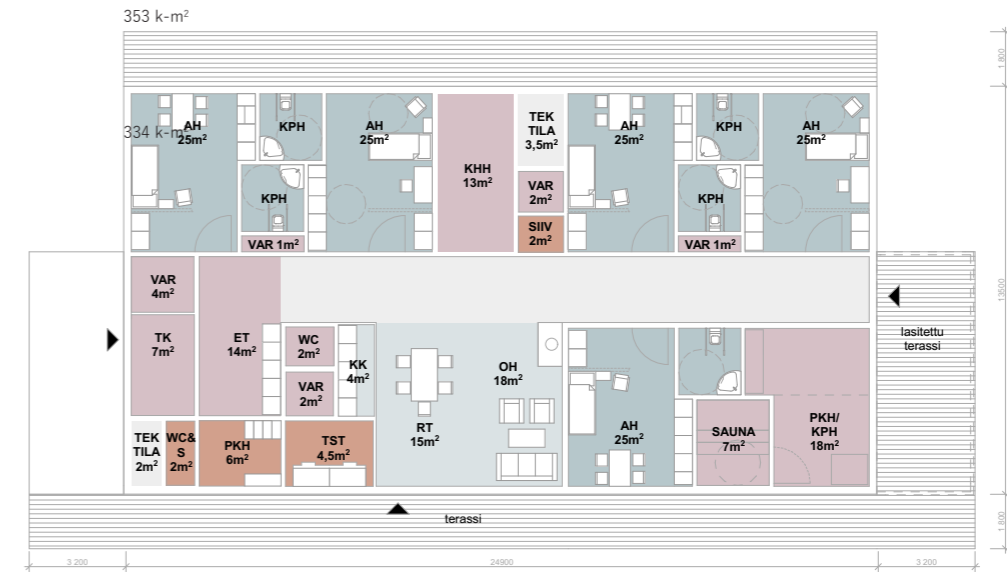 353 k-m²
1 800
AH
25m²
KPH
AH
25m²
334 k-m²
KPH
KHH
13m²
TEK
TILA
3,5m²
VAR
2m²
SIIV
2m²
AH
25m²
KPH
AH
25m²
KPH
VAR 1m²
VAR 1m²
VAR
4m²
TK
7m²
ET
14m²
WC
2m²
VAR
2m²
KK
4m²
OH
18m²
RT
15m²
AH
25m²
SAUNA
7m²
PKH/
KPH
18m²
lasitettu
terassi
13500
TEK
TILA
2m²
WC&
S
2m²
PKH
6m²
TST
4,5m²
terassi
1 800
3 200
24900
3 200